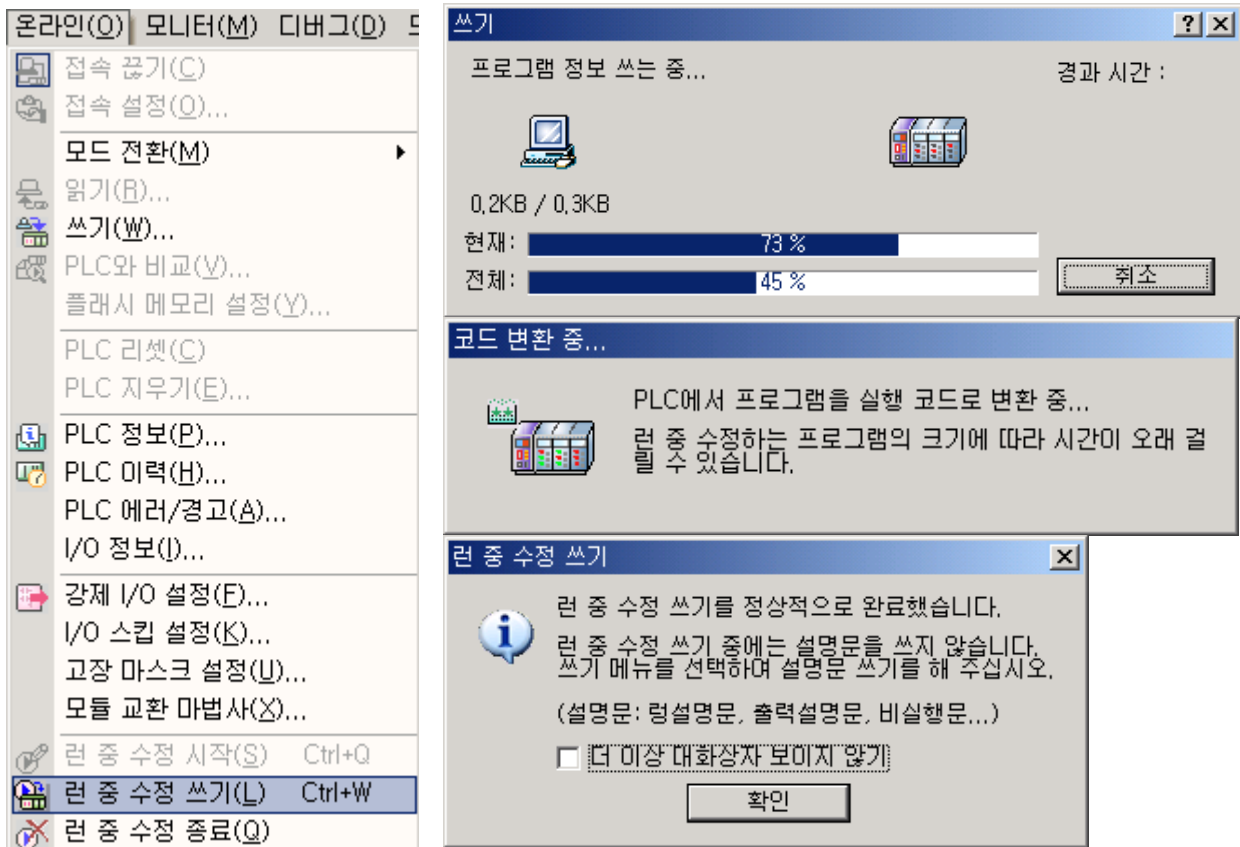 온라인(O) 모니터(M) 디버그(D)
접속 끊기(C)
접속 설정(O)...
모드 전환(M)
읽기(R)...
쓰기(W)...
PLC와 비교(V)...
플래시 메모리 설정(Y)...
PLC 리셋(C)
PLC 지우기(E)...
PLC 정보(P)...
PLC 이력(H)...
PLC 에러/경고(A)...
I/O 정보(I)...
강제 I/O 설정(F)...
I/O 스킵 설정(K)...
고장 마스크 설정(U)...
모듈 교환 마법사(X)...
런 중 수정 시작(S) Ctrl+Q
런 중 수정 쓰기(L) Ctrl+W
런 중 수정 종료(Q)
쓰기
프로그램 정보 쓰는 중...
경과 시간 :
0.2KB / 0.3KB
현재: 73 %
전체: 45 %
취소
코드 변환 중...
PLC에서 프로그램을 실행 코드로 변환 중...
런 중 수정하는 프로그램의 크기에 따라 시간이 오래 걸
릴 수 있습니다.
런 중 수정 쓰기
런 중 수정 쓰기를 정상적으로 완료했습니다.
런 중 수정 쓰기 중에는 설명문을 쓰지 않습니다.
쓰기 메뉴를 선택하여 설명문 쓰기를 해 주십시오.
(설명문: 렁설명문, 출력설명문, 비실행문...)
더 이상 대화상자 보이지 않기
확인